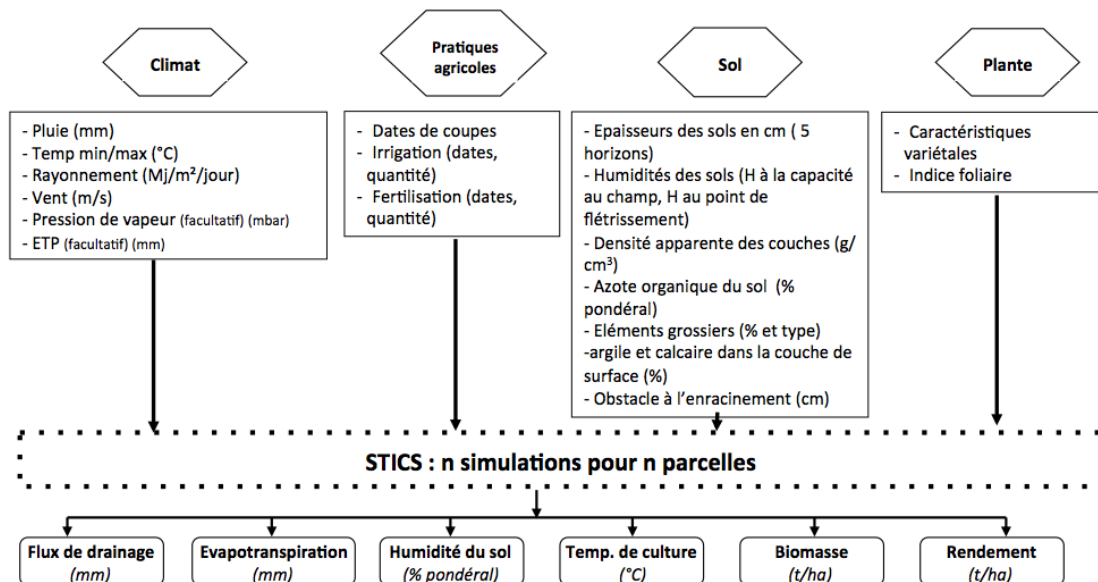 Climat
Pratiques
agricoles
Sol
Plante
- Pluie (mm)
- Temp min/max (°C)
- Rayonnement (Mj/m²/jour)
- Vent (m/s)
- Pression de vapeur (facultatif) (mbar)
- ETP (facultatif) (mm)
- Dates de coupes
- Irrigation (dates,
quantité)
- Fertilisation (dates,
quantité)
- Epaisseurs des sols en cm ( 5
horizons)
- Humidités des sols (H à la capacité
au champ, H au point de
flétrissement)
- Densité apparente des couches (g/
cm³)
- Azote organique du sol (%
pondéral)
- Eléments grossiers (% et type)
-argile et calcaire dans la couche de
surface (%)
- Obstacle à l'enracinement (cm)
- Caractéristiques
variétales
- Indice foliaire
STICS : n simulations pour n parcelles
Flux de drainage
(mm)
Evapotranspiration
(mm)
Humidité du sol
(% pondéral)
Temp. de culture
(°C)
Biomasse
(t/ha)
Rendement
(t/ha)